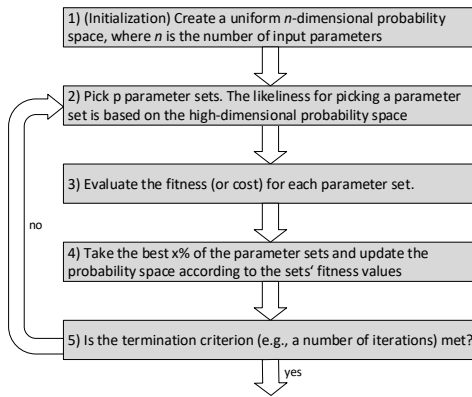 1) (Initialization) Create a uniform n-dimensional probability
space, where n is the number of input parameters
2) Pick p parameter sets. The likeliness for picking a parameter
set is based on the high-dimensional probability space
3) Evaluate the fitness (or cost) for each parameter set.
no
4) Take the best x% of the parameter sets and update the
probability space according to the sets‘ fitness values
5) Is the termination criterion (e.g., a number of iterations) met?
yes